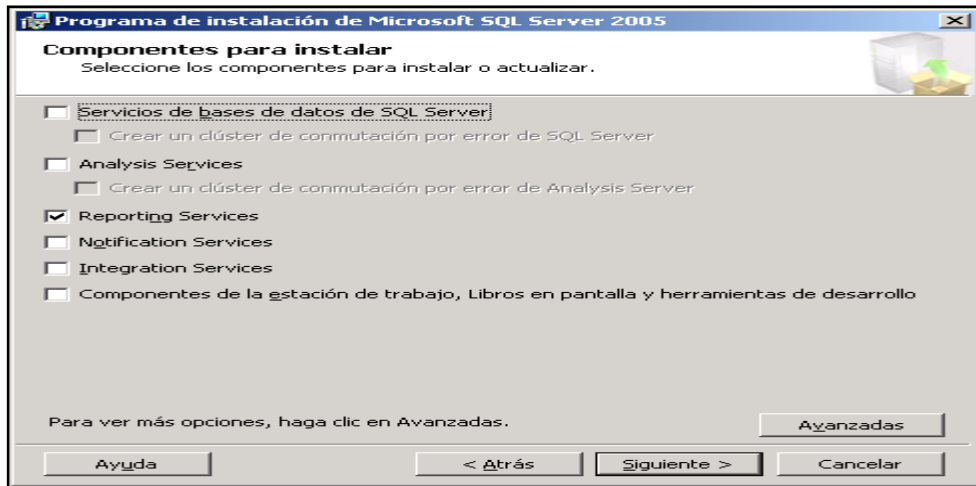 Programa de instalación de Microsoft SQL Server 2005
Componentes para instalar
Seleccione los componentes para instalar o actualizar.
Servicios de bases de datos de SQL Server
Crear un clúster de conmutación por error de SQL Server
Analysis Services
Crear un clúster de conmutación por error de Analysis Server
Reporting Services
Notification Services
Integration Services
Componentes de la estación de trabajo, Libros en pantalla y herramientas de desarrollo
Para ver más opciones, haga clic en Avanzadas.
Avanzadas
Ayuda
< Atrás
Siguiente >
Cancelar